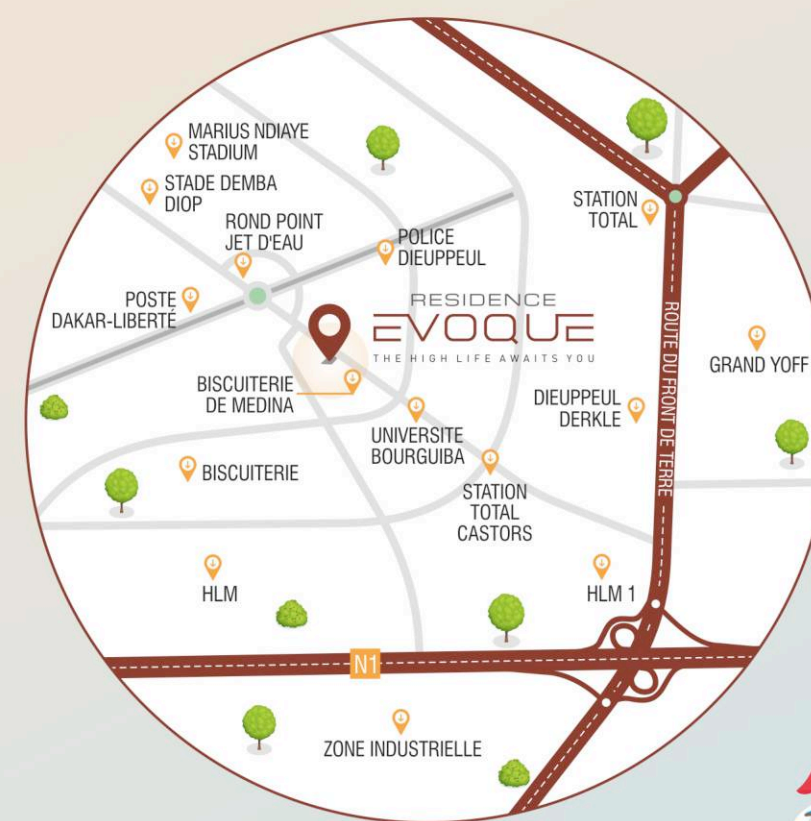 MARIUS NDIAYE
STADIUM
STADE DEMBA
DIOP
ROND POINT
JET D'EAU
POLICE
DIEUPPEUL
STATION
TOTAL
POSTE
DAKAR-LIBERTÉ
RESIDENCE
EVOQUE
THE HIGH LIFE AWAITS YOU
ROUTE DU FRONT DE TERRE
GRAND YOFF
BISCUITERIE
DE MEDINA
DIEUPPEUL
DERKLE
UNIVERSITE
BOURGUIBA
BISCUITERIE
STATION
TOTAL
CASTORS
HLM
HLM 1
N1
ZONE INDUSTRIELLE